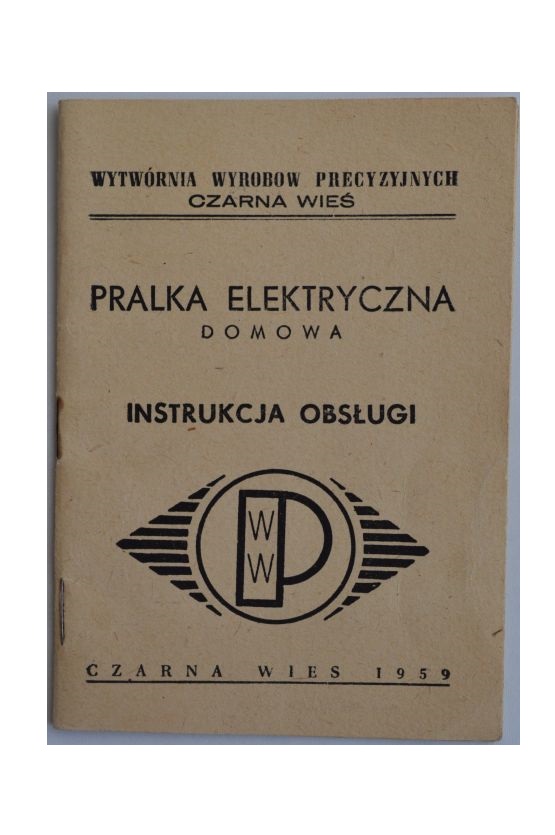 WYTWÓRNIA WYROBOW PRECYZYJNYCH
CZARNA WIEŚ
PRALKA ELEKTRYCZNA
DOMOWA
INSTRUKCJA OBSŁUGI
W
W P
CZARNA WIES 1959